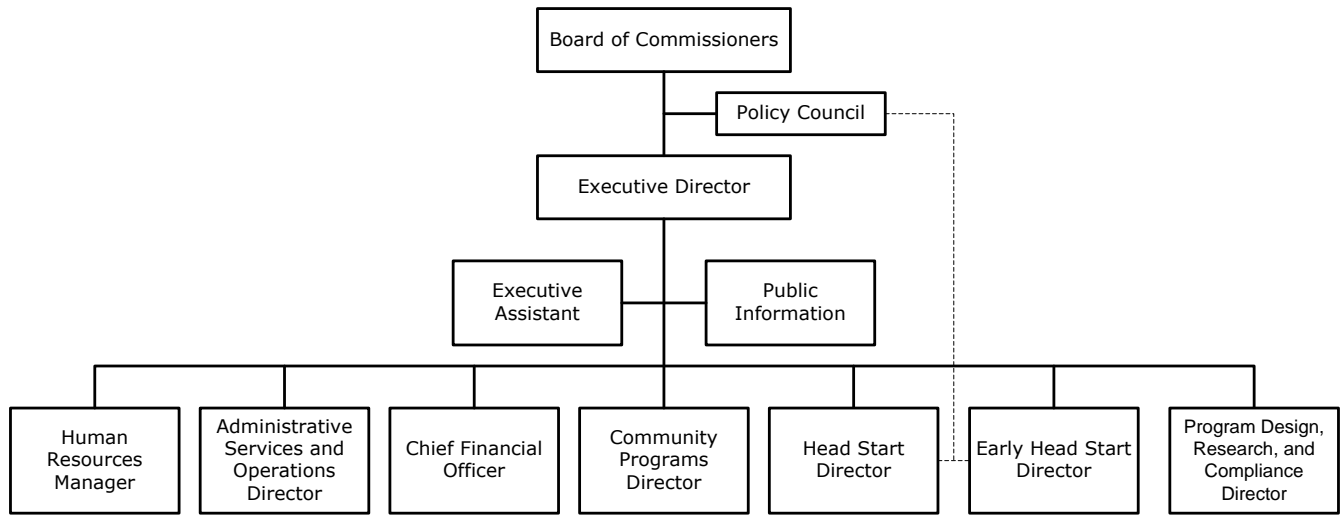 Board of Commissioners
Policy Council
Executive Director
Executive
Assistant
Public
Information
Human
Resources
Manager
Administrative
Services and
Operations
Director
Chief Financial
Officer
Community
Programs
Director
Head Start
Director
Early Head Start
Director
Program Design,
Research, and
Compliance
Director